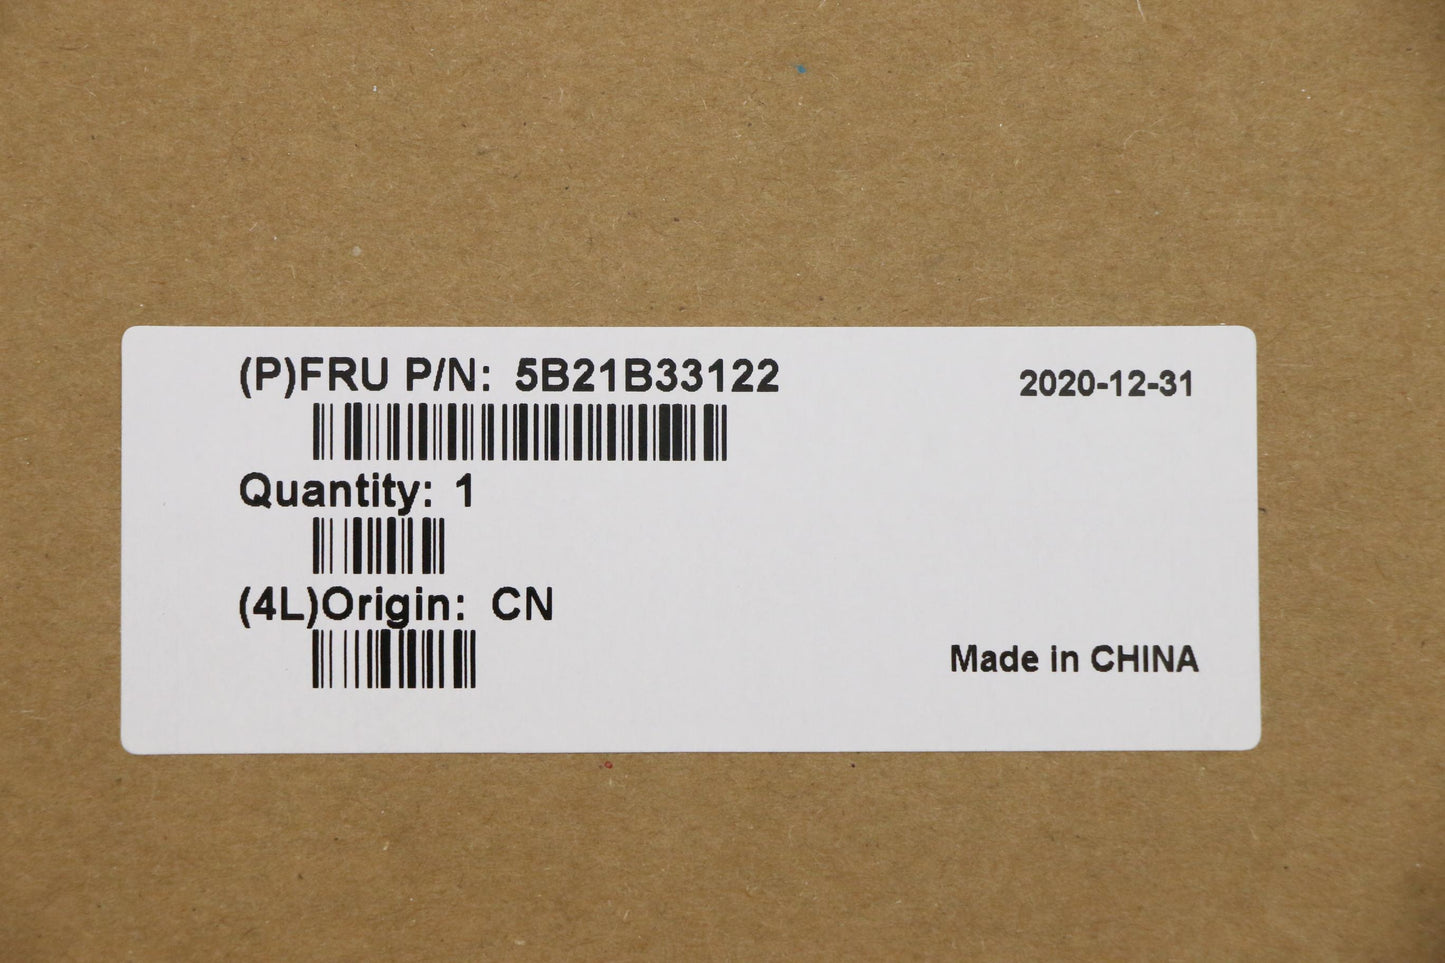 (P)FRU P/N: 5B21B33122
2020-12-31
Quantity: 1
(4L)Origin: CN
Made in CHINA